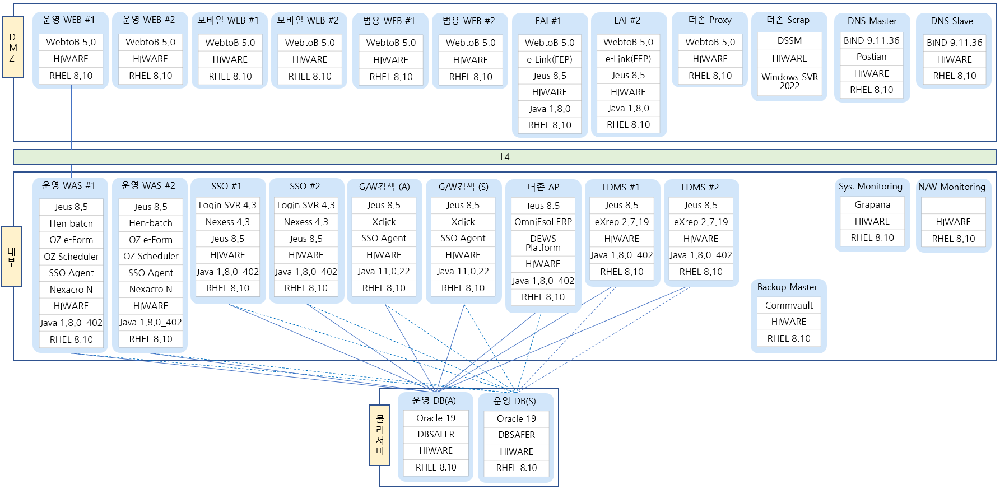 D
M
Z
운영 WEB #1
WebtoB 5.0
HIWARE
RHEL 8.10
운영 WEB #2
WebtoB 5.0
HIWARE
RHEL 8.10
모바일 WEB #1
WebtoB 5.0
HIWARE
RHEL 8.10
모바일 WEB #2
WebtoB 5.0
HIWARE
RHEL 8.10
범용 WEB #1
WebtoB 5.0
HIWARE
RHEL 8.10
범용 WEB #2
WebtoB 5.0
HIWARE
RHEL 8.10
EAI #1
WebtoB 5.0
e-Link(FEP)
Jeus 8.5
HIWARE
Java 1.8.0
RHEL 8.10
EAI #2
WebtoB 5.0
e-Link(FEP)
Jeus 8.5
HIWARE
Java 1.8.0
RHEL 8.10
더존 Proxy
WebtoB 5.0
HIWARE
RHEL 8.10
더존 Scrap
DSSM
HIWARE
Windows SVR
2022
DNS Master
BIND 9.11.36
Postian
HIWARE
RHEL 8.10
DNS Slave
BIND 9.11.36
HIWARE
RHEL 8.10
L4
내
부
운영 WAS #1
Jeus 8.5
Hen-batch
OZ e-Form
OZ Scheduler
SSO Agent
Nexacro N
HIWARE
Java 1.8.0_402
RHEL 8.10
운영 WAS #2
Jeus 8.5
Hen-batch
OZ e-Form
OZ Scheduler
SSO Agent
Nexacro N
HIWARE
Java 1.8.0_402
RHEL 8.10
SSO #1
Login SVR 4.3
Nexess 4.3
Jeus 8.5
HIWARE
Java 1.8.0_402
RHEL 8.10
SSO #2
Login SVR 4.3
Nexess 4.3
Jeus 8.5
HIWARE
Java 1.8.0_402
RHEL 8.10
G/W검색 (A)
Jeus 8.5
Xclick
SSO Agent
HIWARE
Java 11.0.22
RHEL 8.10
G/W검색 (S)
Jeus 8.5
Xclick
SSO Agent
HIWARE
Java 11.0.22
RHEL 8.10
더존 AP
Jeus 8.5
OmniEsol ERP
DEWS
Platform
HIWARE
Java 1.8.0_402
RHEL 8.10
EDMS #1
Jeus 8.5
eXrep 2.7.19
HIWARE
Java 1.8.0_402
RHEL 8.10
EDMS #2
Jeus 8.5
eXrep 2.7.19
HIWARE
Java 1.8.0_402
RHEL 8.10
Backup Master
Commvault
HIWARE
RHEL 8.10
Sys. Monitoring
Grapana
HIWARE
RHEL 8.10
N/W Monitoring
HIWARE
RHEL 8.10
물
리
서
버
운영 DB(A)
Oracle 19
DBSAFER
HIWARE
RHEL 8.10
운영 DB(S)
Oracle 19
DBSAFER
HIWARE
RHEL 8.10